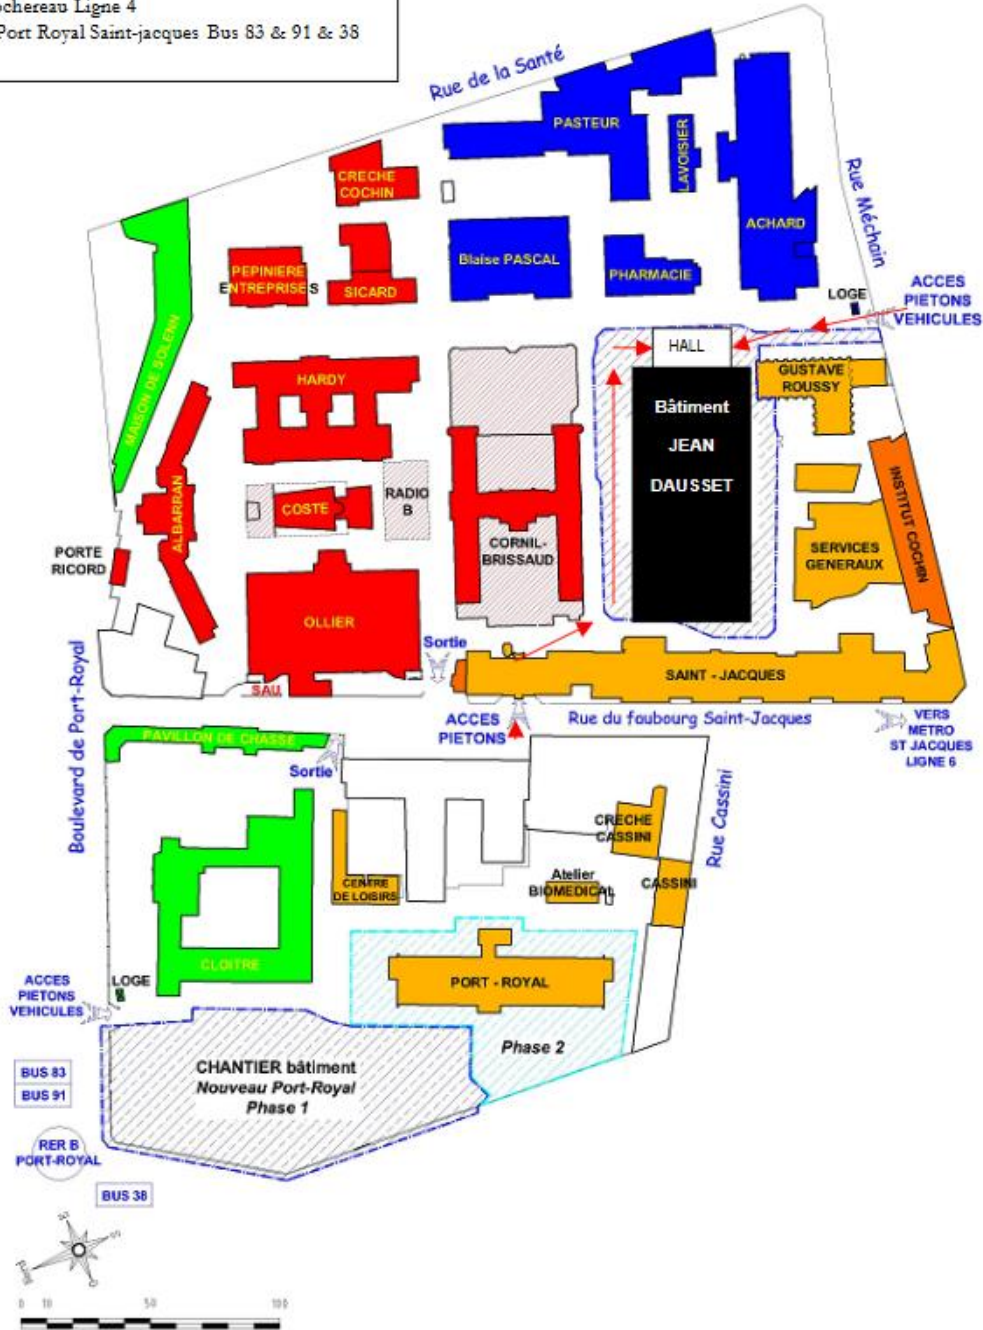 ochereau Ligne 4
Port Royal Saint-jacques Bus 83 & 91 & 38
Rue de la Santé
PASTEUR
LAVOISIER
CRECHE
COCHIN
ACHARD
Rue Méchain
Blaise PASCAL
PHARMACIE
PEPINIERE
ENTREPRISES
SICARD
LOGE
ACCES
PIETONS
VEHICULES
MAISON DE SOLENN
HALL
HARDY
GUSTAVE
ROUSSY
Bâtiment
JEAN
DAUSSET
ALBARRAN
COSTE
RADIO
B
CORNIL-
BRISSAUD
INSTITUT COCHIN
SERVICES
GENERAUX
PORTE
RICORD
OLLIER
Sortie
SAINT - JACQUES
SAU
Boulevard de Port-Royal
ACCES
PIETONS
Rue du faubourg Saint-Jacques
VERS
METRO
ST JACQUES
LIGNE 6
PAVILLON DE CHASSE
Sortie
Rue Cassini
CRECHE
CASSINI
CENTRE
DE LOISIRS
Atelier
BIOMEDICAL
CASSINI
CLOITRE
PORT - ROYAL
ACCES
PIETONS
VEHICULES
LOGE
Phase 2
CHANTIER bâtiment
Nouveau Port-Royal
Phase 1
BUS 83
BUS 91
RER B
PORT-ROYAL
BUS 38
0 10 50 100